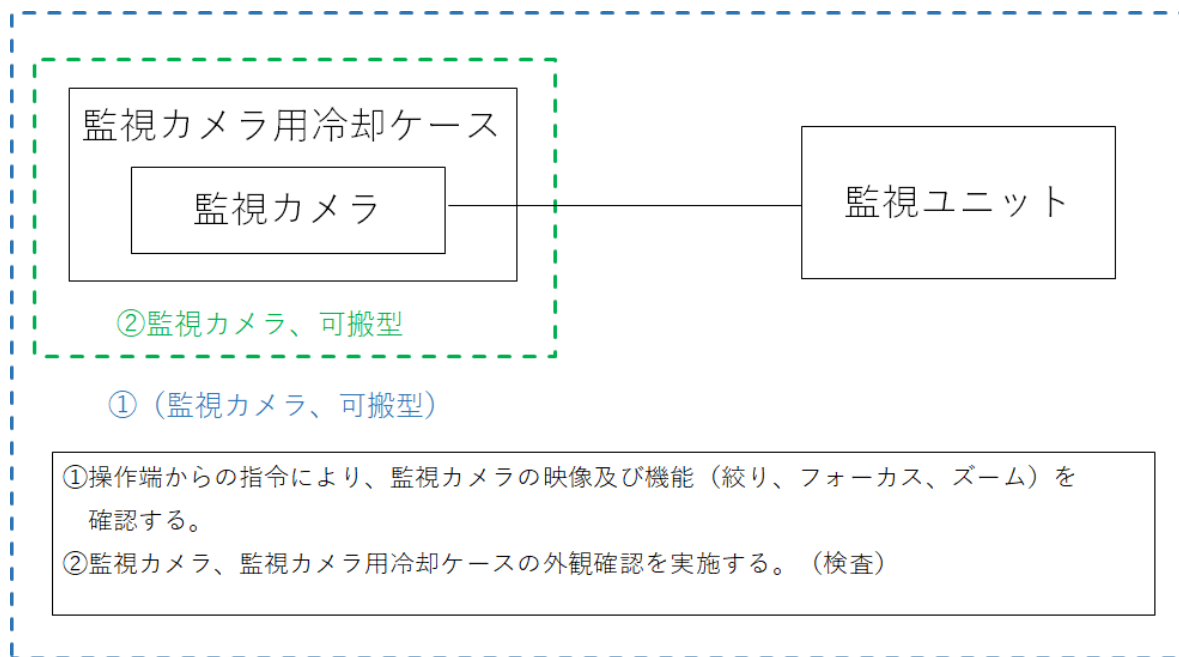 監視カメラ用冷却ケース
監視カメラ
監視ユニット
②監視カメラ、可搬型
①（監視カメラ、可搬型）
①操作端からの指令により、監視カメラの映像及び機能（絞り、フォーカス、ズーム）を
確認する。
②監視カメラ、監視カメラ用冷却ケースの外観確認を実施する。（検査）